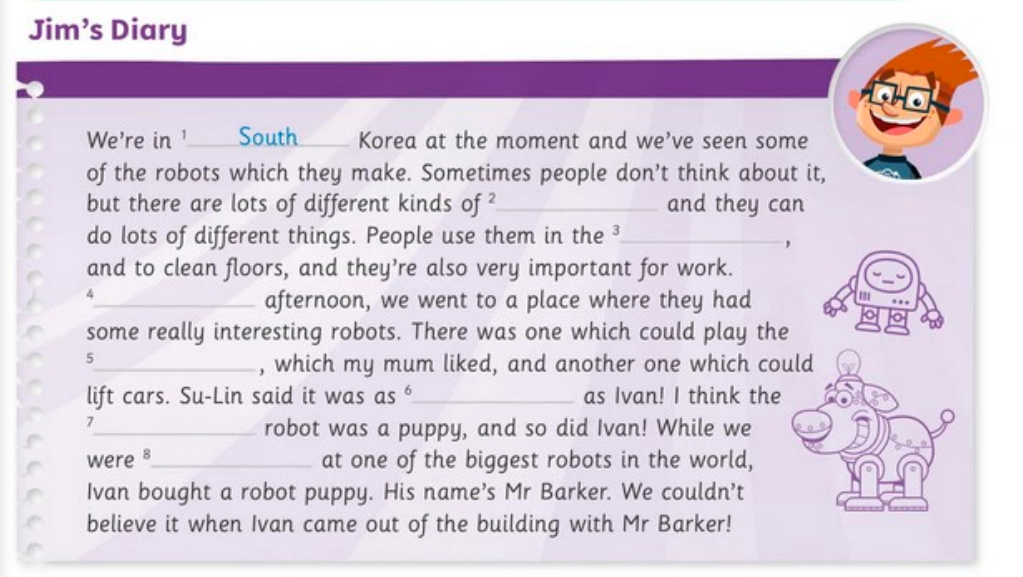 Jim's Diary
We're in 1 South Korea at the moment and we've seen some
of the robots which they make. Sometimes people don't think about it,
but there are lots of different kinds of 2 and they can
do lots of different things. People use them in the 3 ,
and to clean floors, and they're also very important for work.
4 afternoon, we went to a place where they had
some really interesting robots. There was one which could play the
5 , which my mum liked, and another one which could
lift cars. Su-Lin said it was as 6 as Ivan! I think the
7 robot was a puppy, and so did Ivan! While we
were 8 at one of the biggest robots in the world,
Ivan bought a robot puppy. His name's Mr Barker. We couldn't
believe it when Ivan came out of the building with Mr Barker!